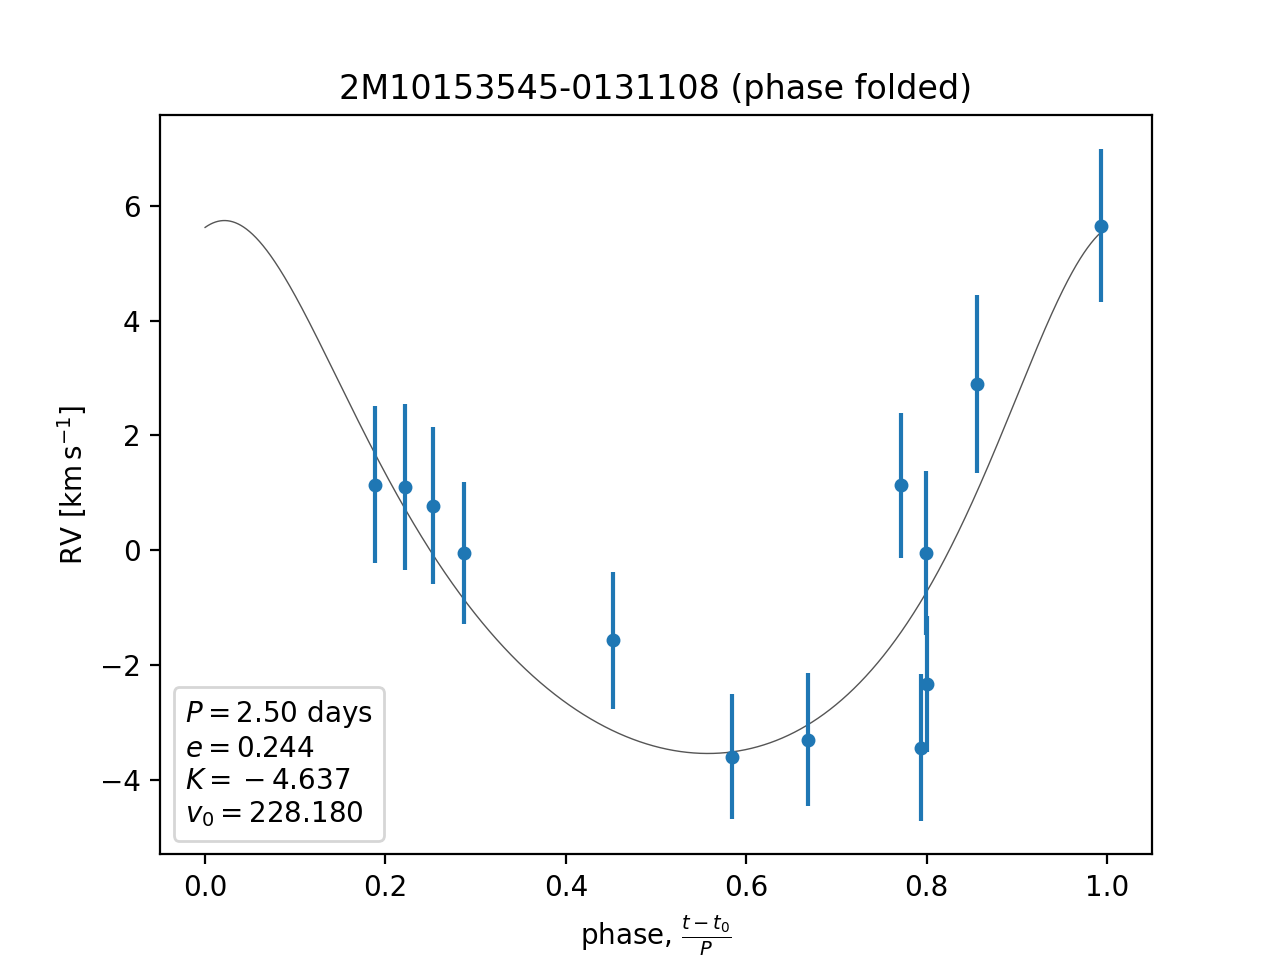 2M10153545-0131108 (phase folded)
RV [km s⁻¹]
6
4
2
0
−2
−4
P = 2.50 days
e = 0.244
K = −4.637
v₀ = 228.180
0.0 0.2 0.4 0.6 0.8 1.0
phase, (t − t₀)/P